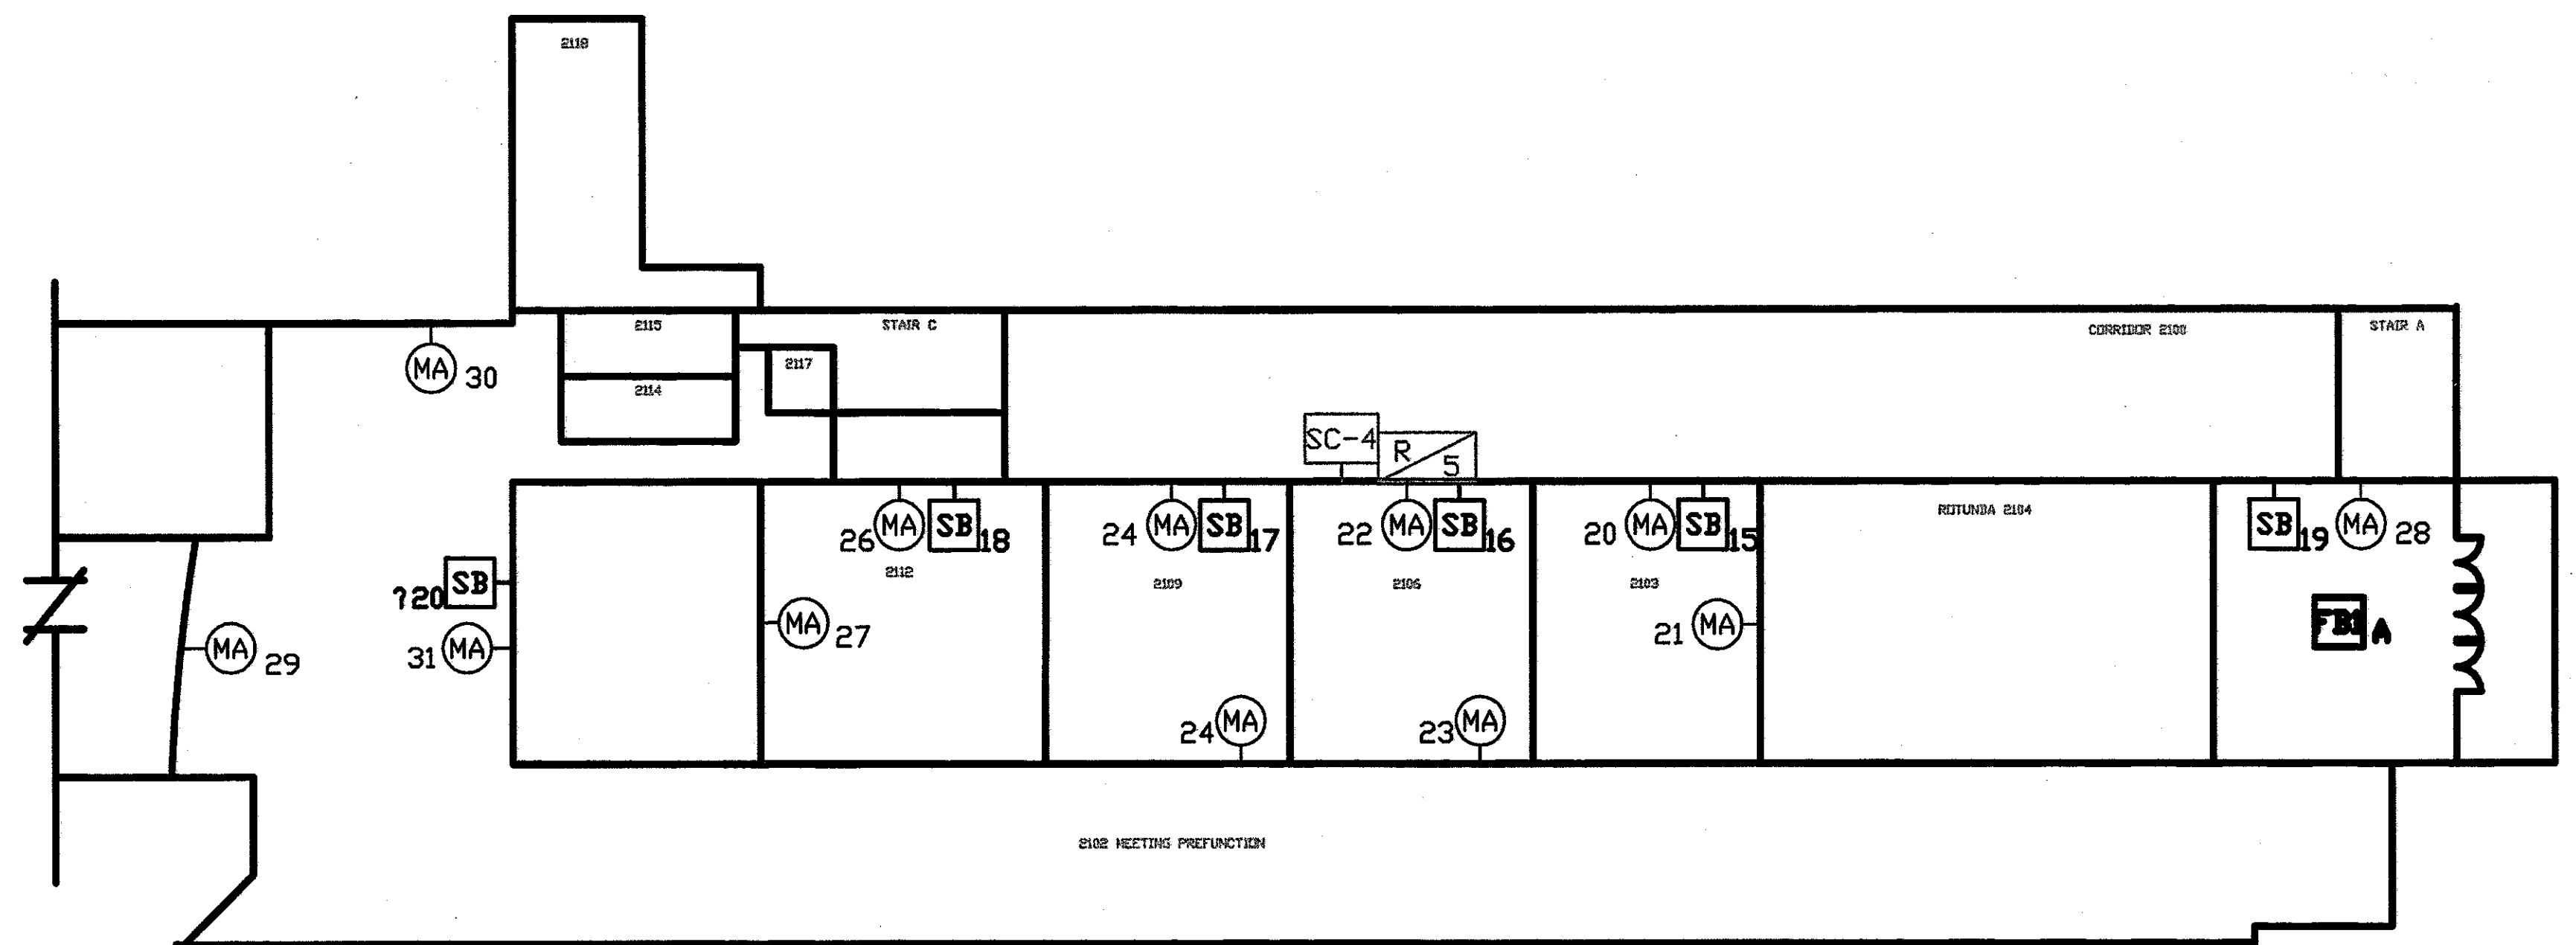 2118
2115
STAIR C
CORRIDOR 2100
STAIR A
2117
MA 30
2114
SC-4
R/5
26 MA SB 18
24 MA SB 17
22 MA SB 16
20 MA SB 15
ROTUNDA 2104
SB 19 MA 28
2112
2109
2106
2103
?20 SB
MA 27
21 MA
FBI A
31 MA
MA 29
24 MA
23 MA
2102 MEETING PREFUNCTION